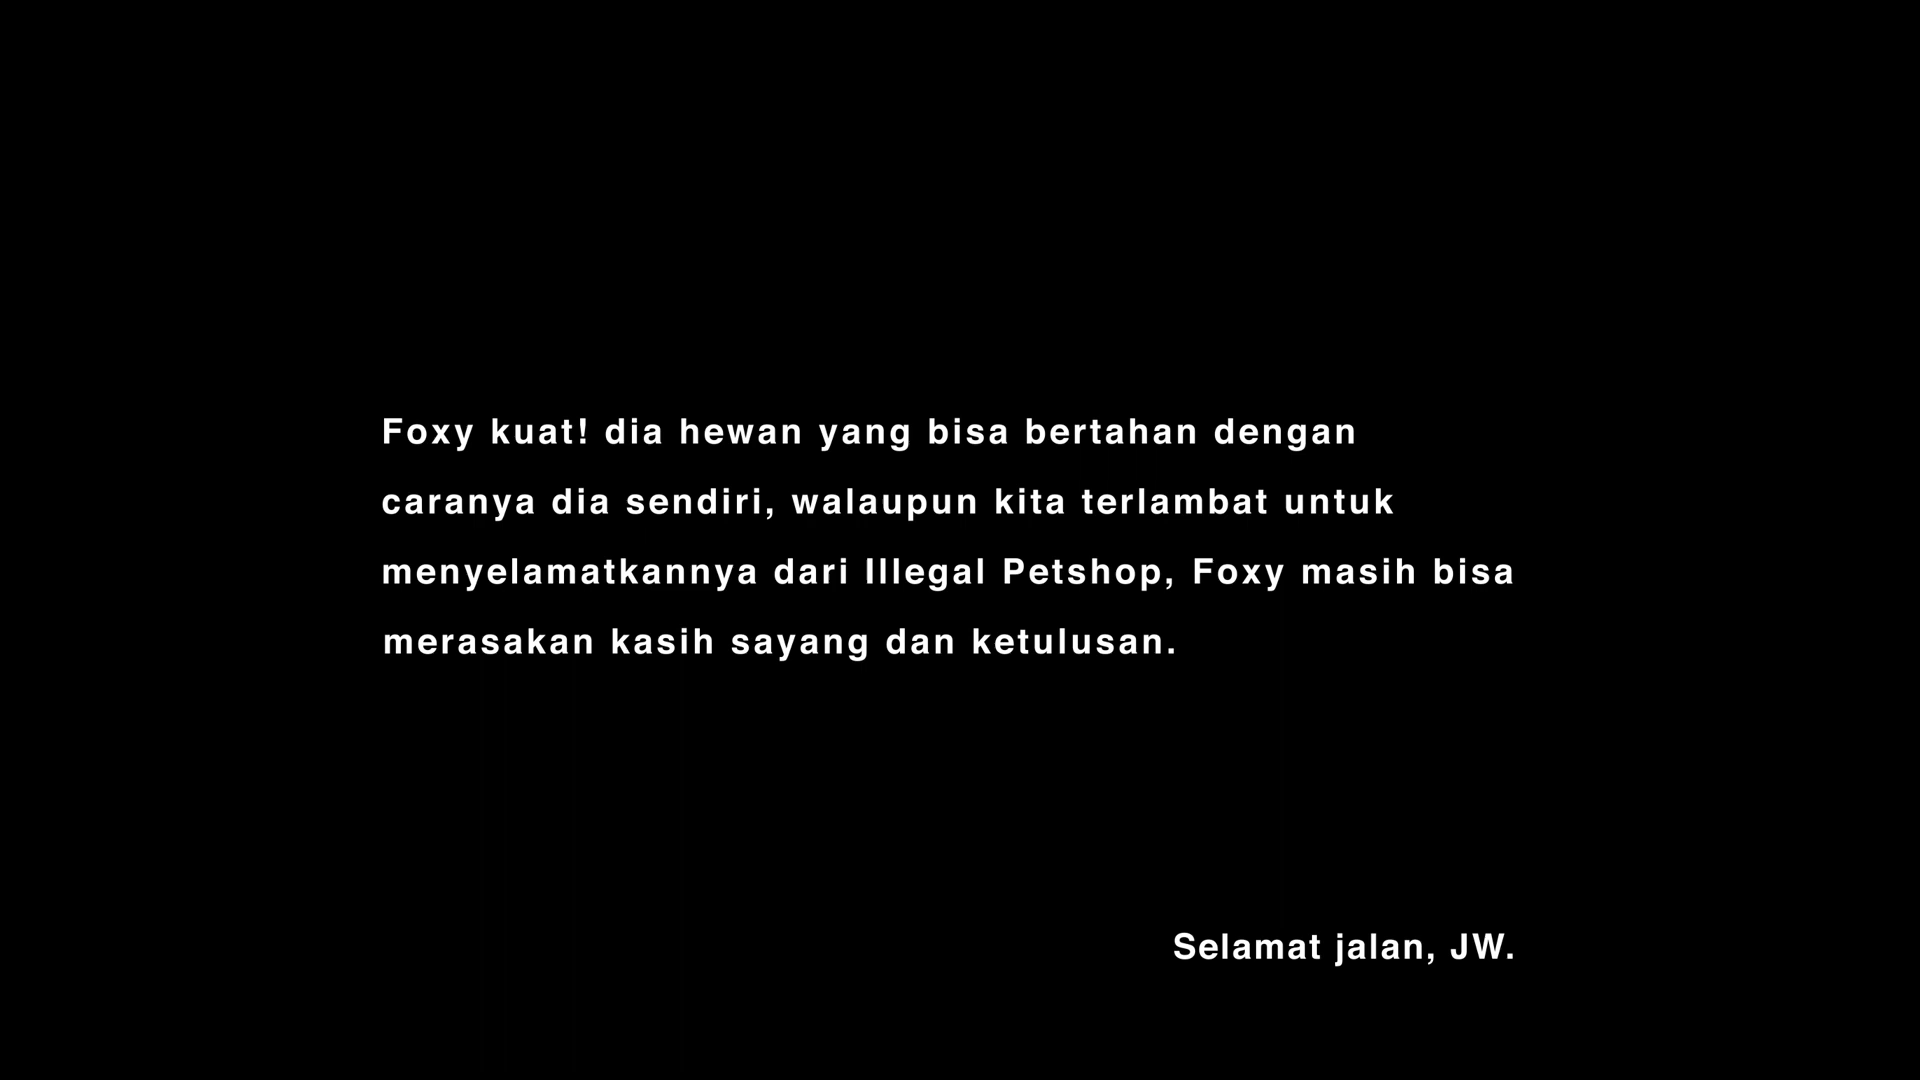 Foxy kuat! dia hewan yang bisa bertahan dengan
caranya dia sendiri, walaupun kita terlambat untuk
menyelamatkannya dari Illegal Petshop, Foxy masih bisa
merasakan kasih sayang dan ketulusan.
Selamat jalan, JW.